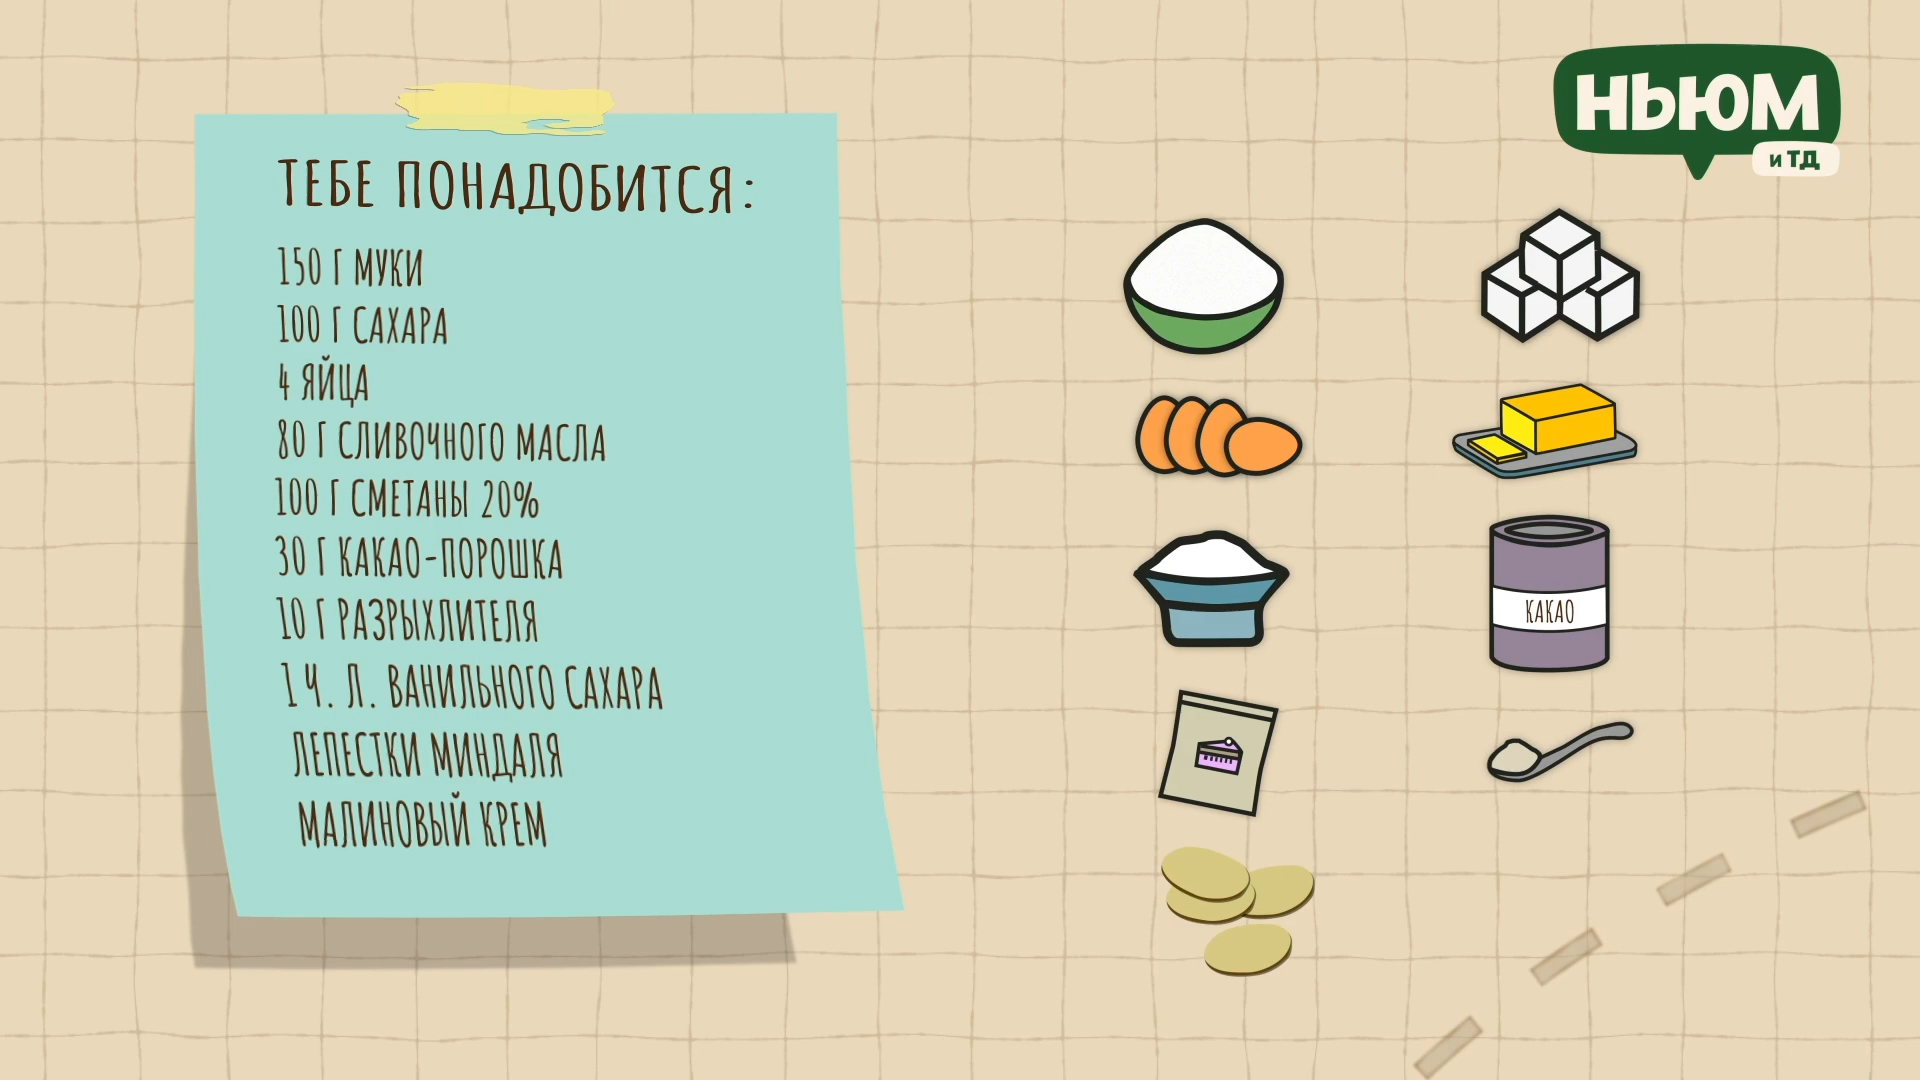 ТЕБЕ ПОНАДОБИТСЯ:
150 Г МУКИ
100 Г САХАРА
4 ЯЙЦА
80 Г СЛИВОЧНОГО МАСЛА
100 Г СМЕТАНЫ 20%
30 Г КАКАО-ПОРОШКА
10 Г РАЗРЫХЛИТЕЛЯ
1 Ч. Л. ВАНИЛЬНОГО САХАРА
ЛЕПЕСТКИ МИНДАЛЯ
МАЛИНОВЫЙ КРЕМ
НЬЮМ
и ТД
КАКАО